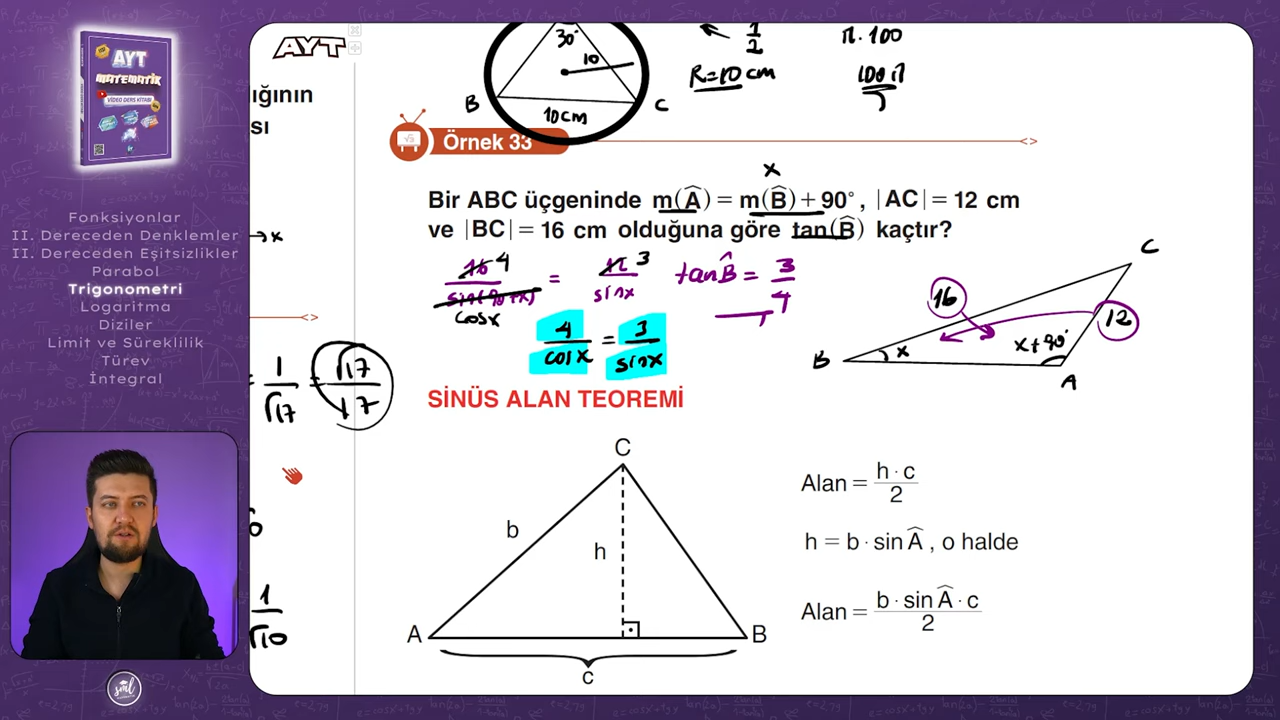 AYT
MATEMATİK
VİDEO DERS KİTABI
Fonksiyonlar
II. Dereceden Denklemler
II. Dereceden Eşitsizlikler
Parabol
Trigonometri
Logaritma
Diziler
Limit ve Süreklilik
Türev
İntegral
sml
AYT
ığının
sı
→x
= 1/√17 = √17/17
1/√10
30°
10
B
C
10cm
1/2
R=10 cm
π.100
100π
Örnek 33
<>
x
Bir ABC üçgeninde m(Â) = m(B̂) + 90°, |AC| = 12 cm
ve |BC| = 16 cm olduğuna göre tan(B̂) kaçtır?
16 4 / sin(90+x) cosx = 12 3 / sinx
tanB̂ = 3/4
4/cosx = 3/sinx
C
16
12
B
x
x+90°
A
SİNÜS ALAN TEOREMİ
C
b
h
A
B
c
Alan = h · c / 2
h = b · sin Â , o halde
Alan = b · sin Â · c / 2